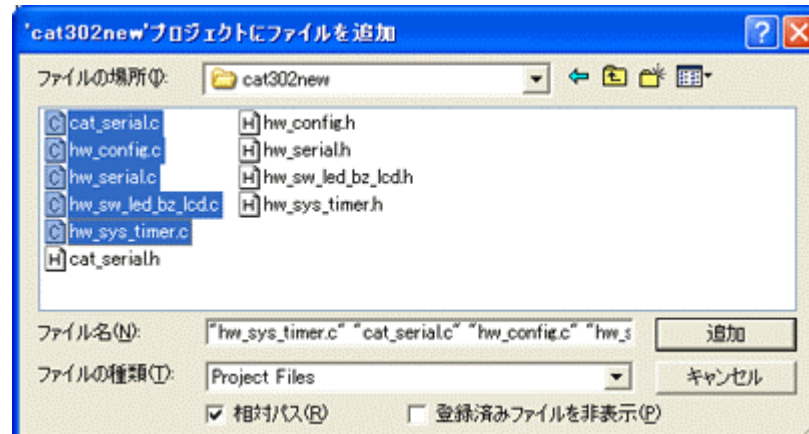 'cat302new'プロジェクトにファイルを追加
ファイルの場所(I): cat302new
cat_serial.c hw_config.h
hw_config.c hw_serial.h
hw_serial.c hw_sw_led_bz_lcd.h
hw_sw_led_bz_lcd.c hw_sys_timer.h
hw_sys_timer.c
cat_serial.h
ファイル名(N): "hw_sys_timer.c" "cat_serial.c" "hw_config.c" "hw_s 追加
ファイルの種類(T): Project Files キャンセル
相対パス(R) 登録済みファイルを非表示(P)